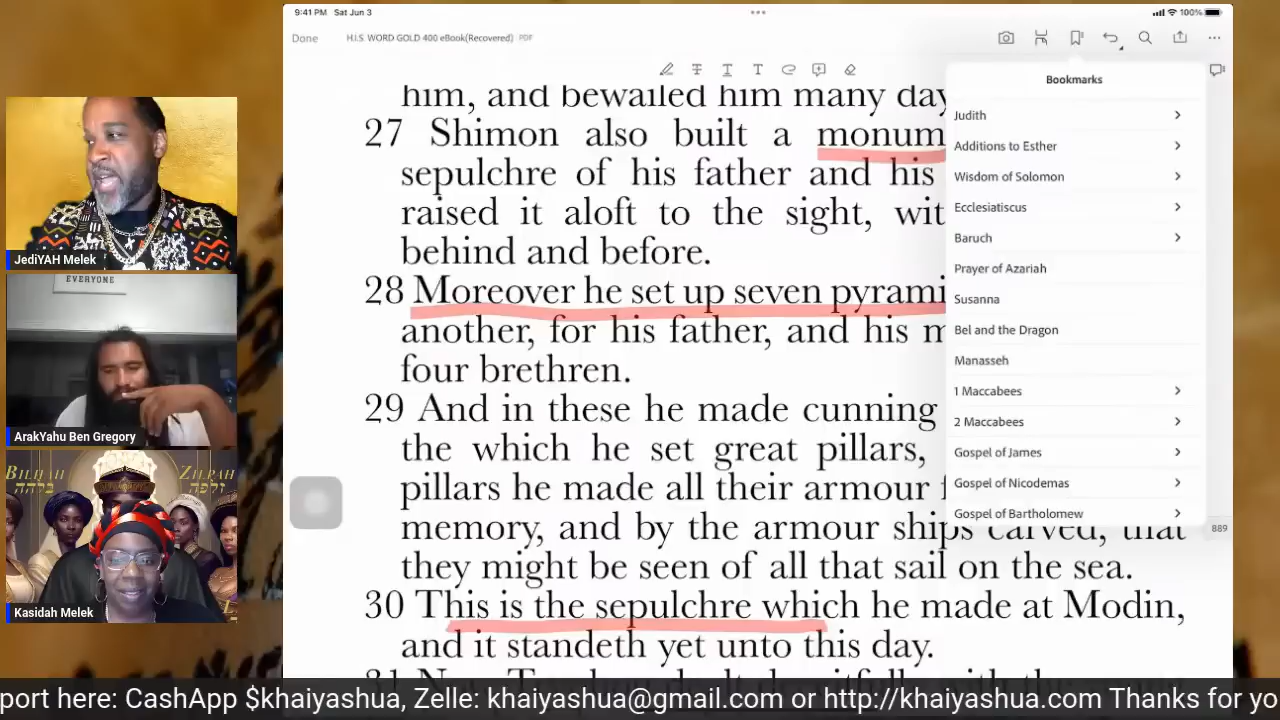 9:41 PM Sat Jun 3
100%
Done
H.I.S. WORD GOLD 400 eBook(Recovered) PDF
Bookmarks
Judith
Additions to Esther
Wisdom of Solomon
Ecclesiatiscus
Baruch
Prayer of Azariah
Susanna
Bel and the Dragon
Manasseh
1 Maccabees
2 Maccabees
Gospel of James
Gospel of Nicodemas
Gospel of Bartholomew
889
him, and bewailed him many day
27 Shimon also built a monum
sepulchre of his father and his
raised it aloft to the sight, wit
behind and before.
28 Moreover he set up seven pyrami
another, for his father, and his m
four brethren.
29 And in these he made cunning
the which he set great pillars,
pillars he made all their armour f
memory, and by the armour ships carved, that
they might be seen of all that sail on the sea.
30 This is the sepulchre which he made at Modin,
and it standeth yet unto this day.
JediYAH Melek
EVERYONE
ArakYahu Ben Gregory
BILHAH
בלהה
ZILPAH
זלפה
Kasidah Melek
port here: CashApp $khaiyashua, Zelle: khaiyashua@gmail.com or http://khaiyashua.com Thanks for yo